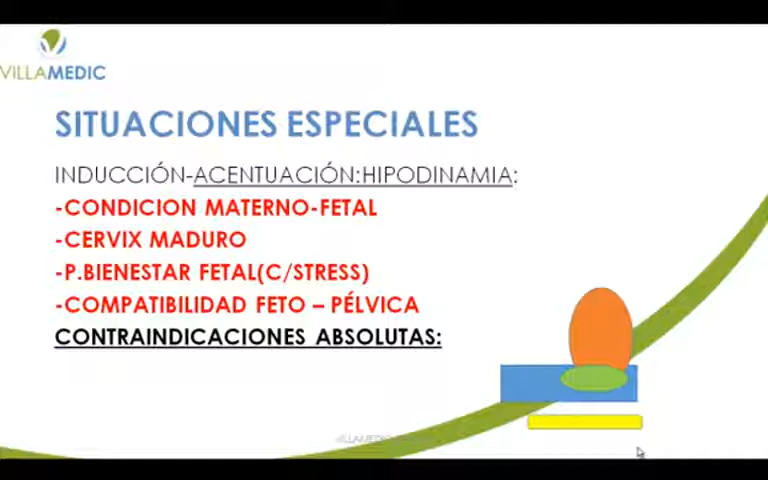 VILLAMEDIC
SITUACIONES ESPECIALES
INDUCCIÓN-ACENTUACIÓN:HIPODINAMIA:
-CONDICION MATERNO-FETAL
-CERVIX MADURO
-P.BIENESTAR FETAL(C/STRESS)
-COMPATIBILIDAD FETO – PÉLVICA
CONTRAINDICACIONES ABSOLUTAS:
VILLAMEDIC